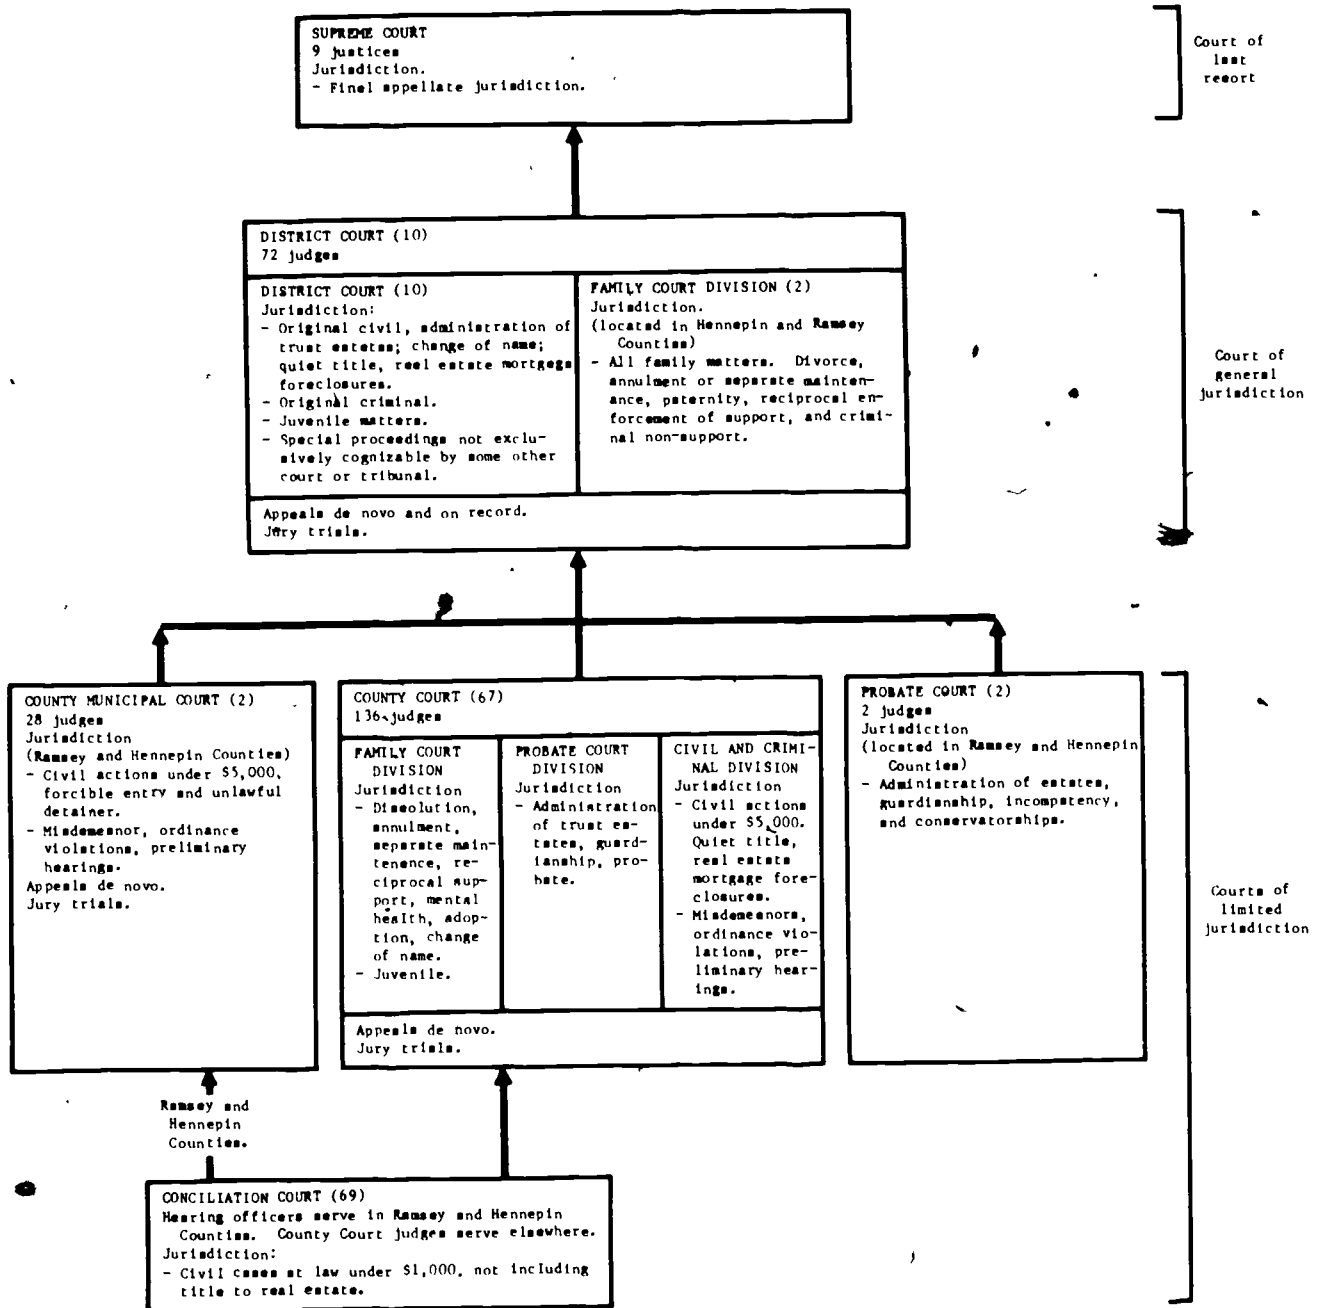 SUPREME COURT
9 justices
Jurisdiction.
- Final appellate jurisdiction.
Court of
last
resort
DISTRICT COURT (10)
72 judges
DISTRICT COURT (10)
Jurisdiction:
- Original civil, administration of
trust estates; change of name;
quiet title, real estate mortgage
foreclosures.
- Original criminal.
- Juvenile matters.
- Special proceedings not exclu-
sively cognizable by some other
court or tribunal.
FAMILY COURT DIVISION (2)
Jurisdiction.
(located in Hennepin and Ramsey
Counties)
- All family matters. Divorce,
annulment or separate mainten-
ance, paternity, reciprocal en-
forcement of support, and crimi-
nal non-support.
Appeals de novo and on record.
Jury trials.
Court of
general
jurisdiction
COUNTY MUNICIPAL COURT (2)
28 judges
Jurisdiction
(Ramsey and Hennepin Counties)
- Civil actions under $5,000,
forcible entry and unlawful
detainer.
- Misdemeanor, ordinance
violations, preliminary
hearings.
Appeals de novo.
Jury trials.
COUNTY COURT (67)
136 judges
FAMILY COURT
DIVISION
Jurisdiction
- Dissolution,
annulment,
separate main-
tenence, re-
ciprocal sup-
port, mental
health, adop-
tion, change
of name.
- Juvenile.
PROBATE COURT
DIVISION
Jurisdiction
- Administration
of trust es-
tates, guard-
ianship, pro-
bate.
CIVIL AND CRIMI-
NAL DIVISION
Jurisdiction
- Civil actions
under $5,000.
Quiet title,
real estate
mortgage fore-
closures.
- Misdemeanors,
ordinance vio-
lations, pre-
liminary hear-
ings.
Appeals de novo.
Jury trials.
PROBATE COURT (2)
2 judges
Jurisdiction
(located in Ramsey and Hennepin
Counties)
- Administration of estates,
guardianship, incompetency,
and conservatorships.
Courts of
limited
jurisdiction
Ramsey and
Hennepin
Counties.
CONCILIATION COURT (69)
Hearing officers serve in Ramsey and Hennepin
Counties. County Court judges serve elsewhere.
Jurisdiction:
- Civil cases at law under $1,000, not including
title to real estate.